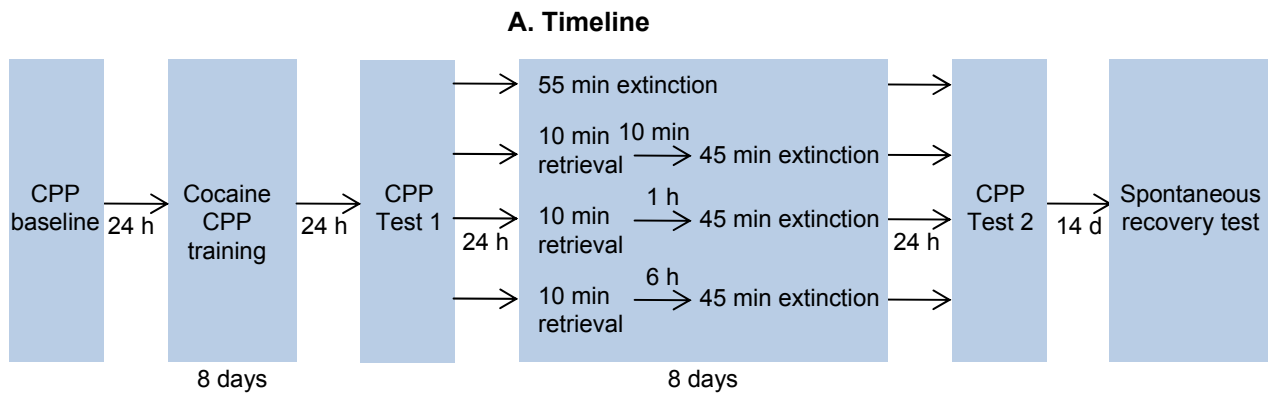 A. Timeline
CPP
baseline
24 h
Cocaine
CPP
training
8 days
24 h
CPP
Test 1
24 h
55 min extinction
10 min
retrieval
10 min
45 min extinction
10 min
retrieval
1 h
45 min extinction
10 min
retrieval
6 h
45 min extinction
8 days
24 h
CPP
Test 2
14 d
Spontaneous
recovery test